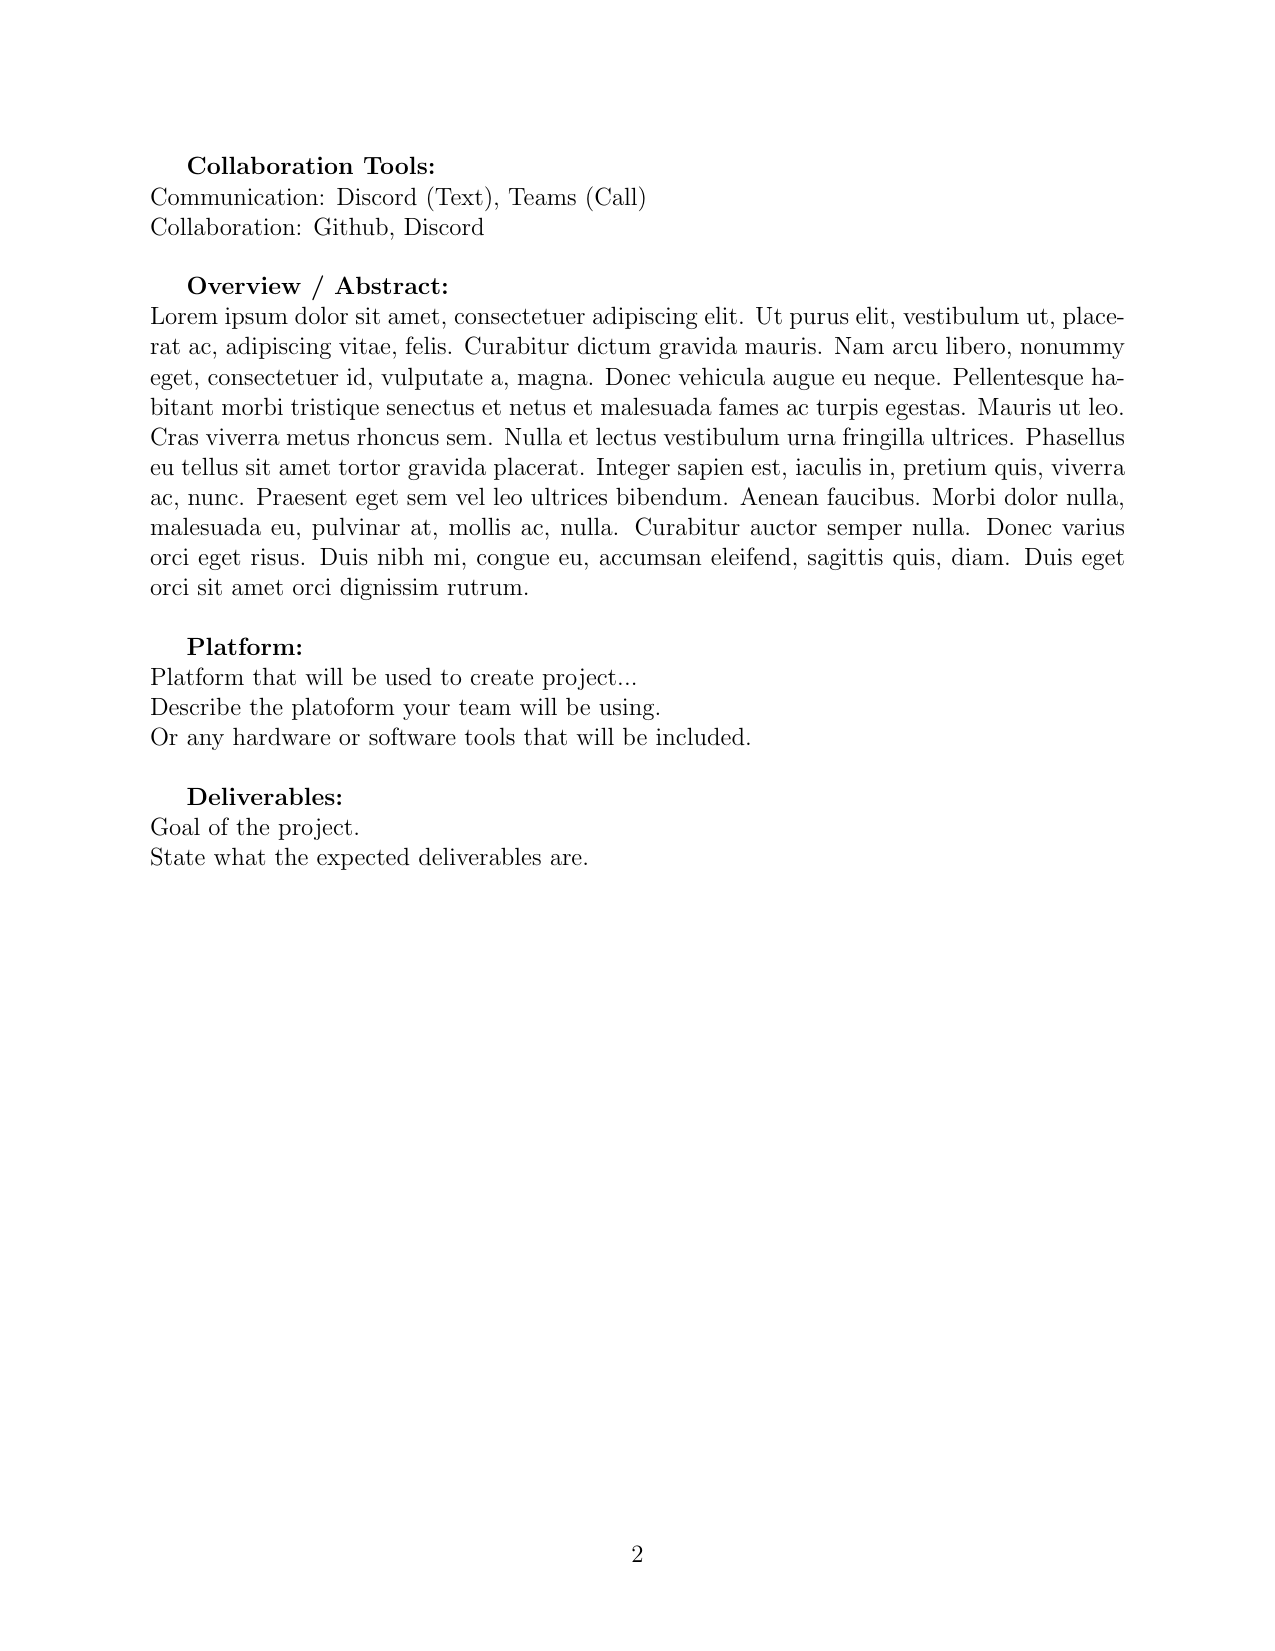 Collaboration Tools:
Communication: Discord (Text), Teams (Call)
Collaboration: Github, Discord
Overview / Abstract:
Lorem ipsum dolor sit amet, consectetuer adipiscing elit. Ut purus elit, vestibulum ut, place-
rat ac, adipiscing vitae, felis. Curabitur dictum gravida mauris. Nam arcu libero, nonummy
eget, consectetuer id, vulputate a, magna. Donec vehicula augue eu neque. Pellentesque ha-
bitant morbi tristique senectus et netus et malesuada fames ac turpis egestas. Mauris ut leo.
Cras viverra metus rhoncus sem. Nulla et lectus vestibulum urna fringilla ultrices. Phasellus
eu tellus sit amet tortor gravida placerat. Integer sapien est, iaculis in, pretium quis, viverra
ac, nunc. Praesent eget sem vel leo ultrices bibendum. Aenean faucibus. Morbi dolor nulla,
malesuada eu, pulvinar at, mollis ac, nulla. Curabitur auctor semper nulla. Donec varius
orci eget risus. Duis nibh mi, congue eu, accumsan eleifend, sagittis quis, diam. Duis eget
orci sit amet orci dignissim rutrum.
Platform:
Platform that will be used to create project...
Describe the platoform your team will be using.
Or any hardware or software tools that will be included.
Deliverables:
Goal of the project.
State what the expected deliverables are.
2